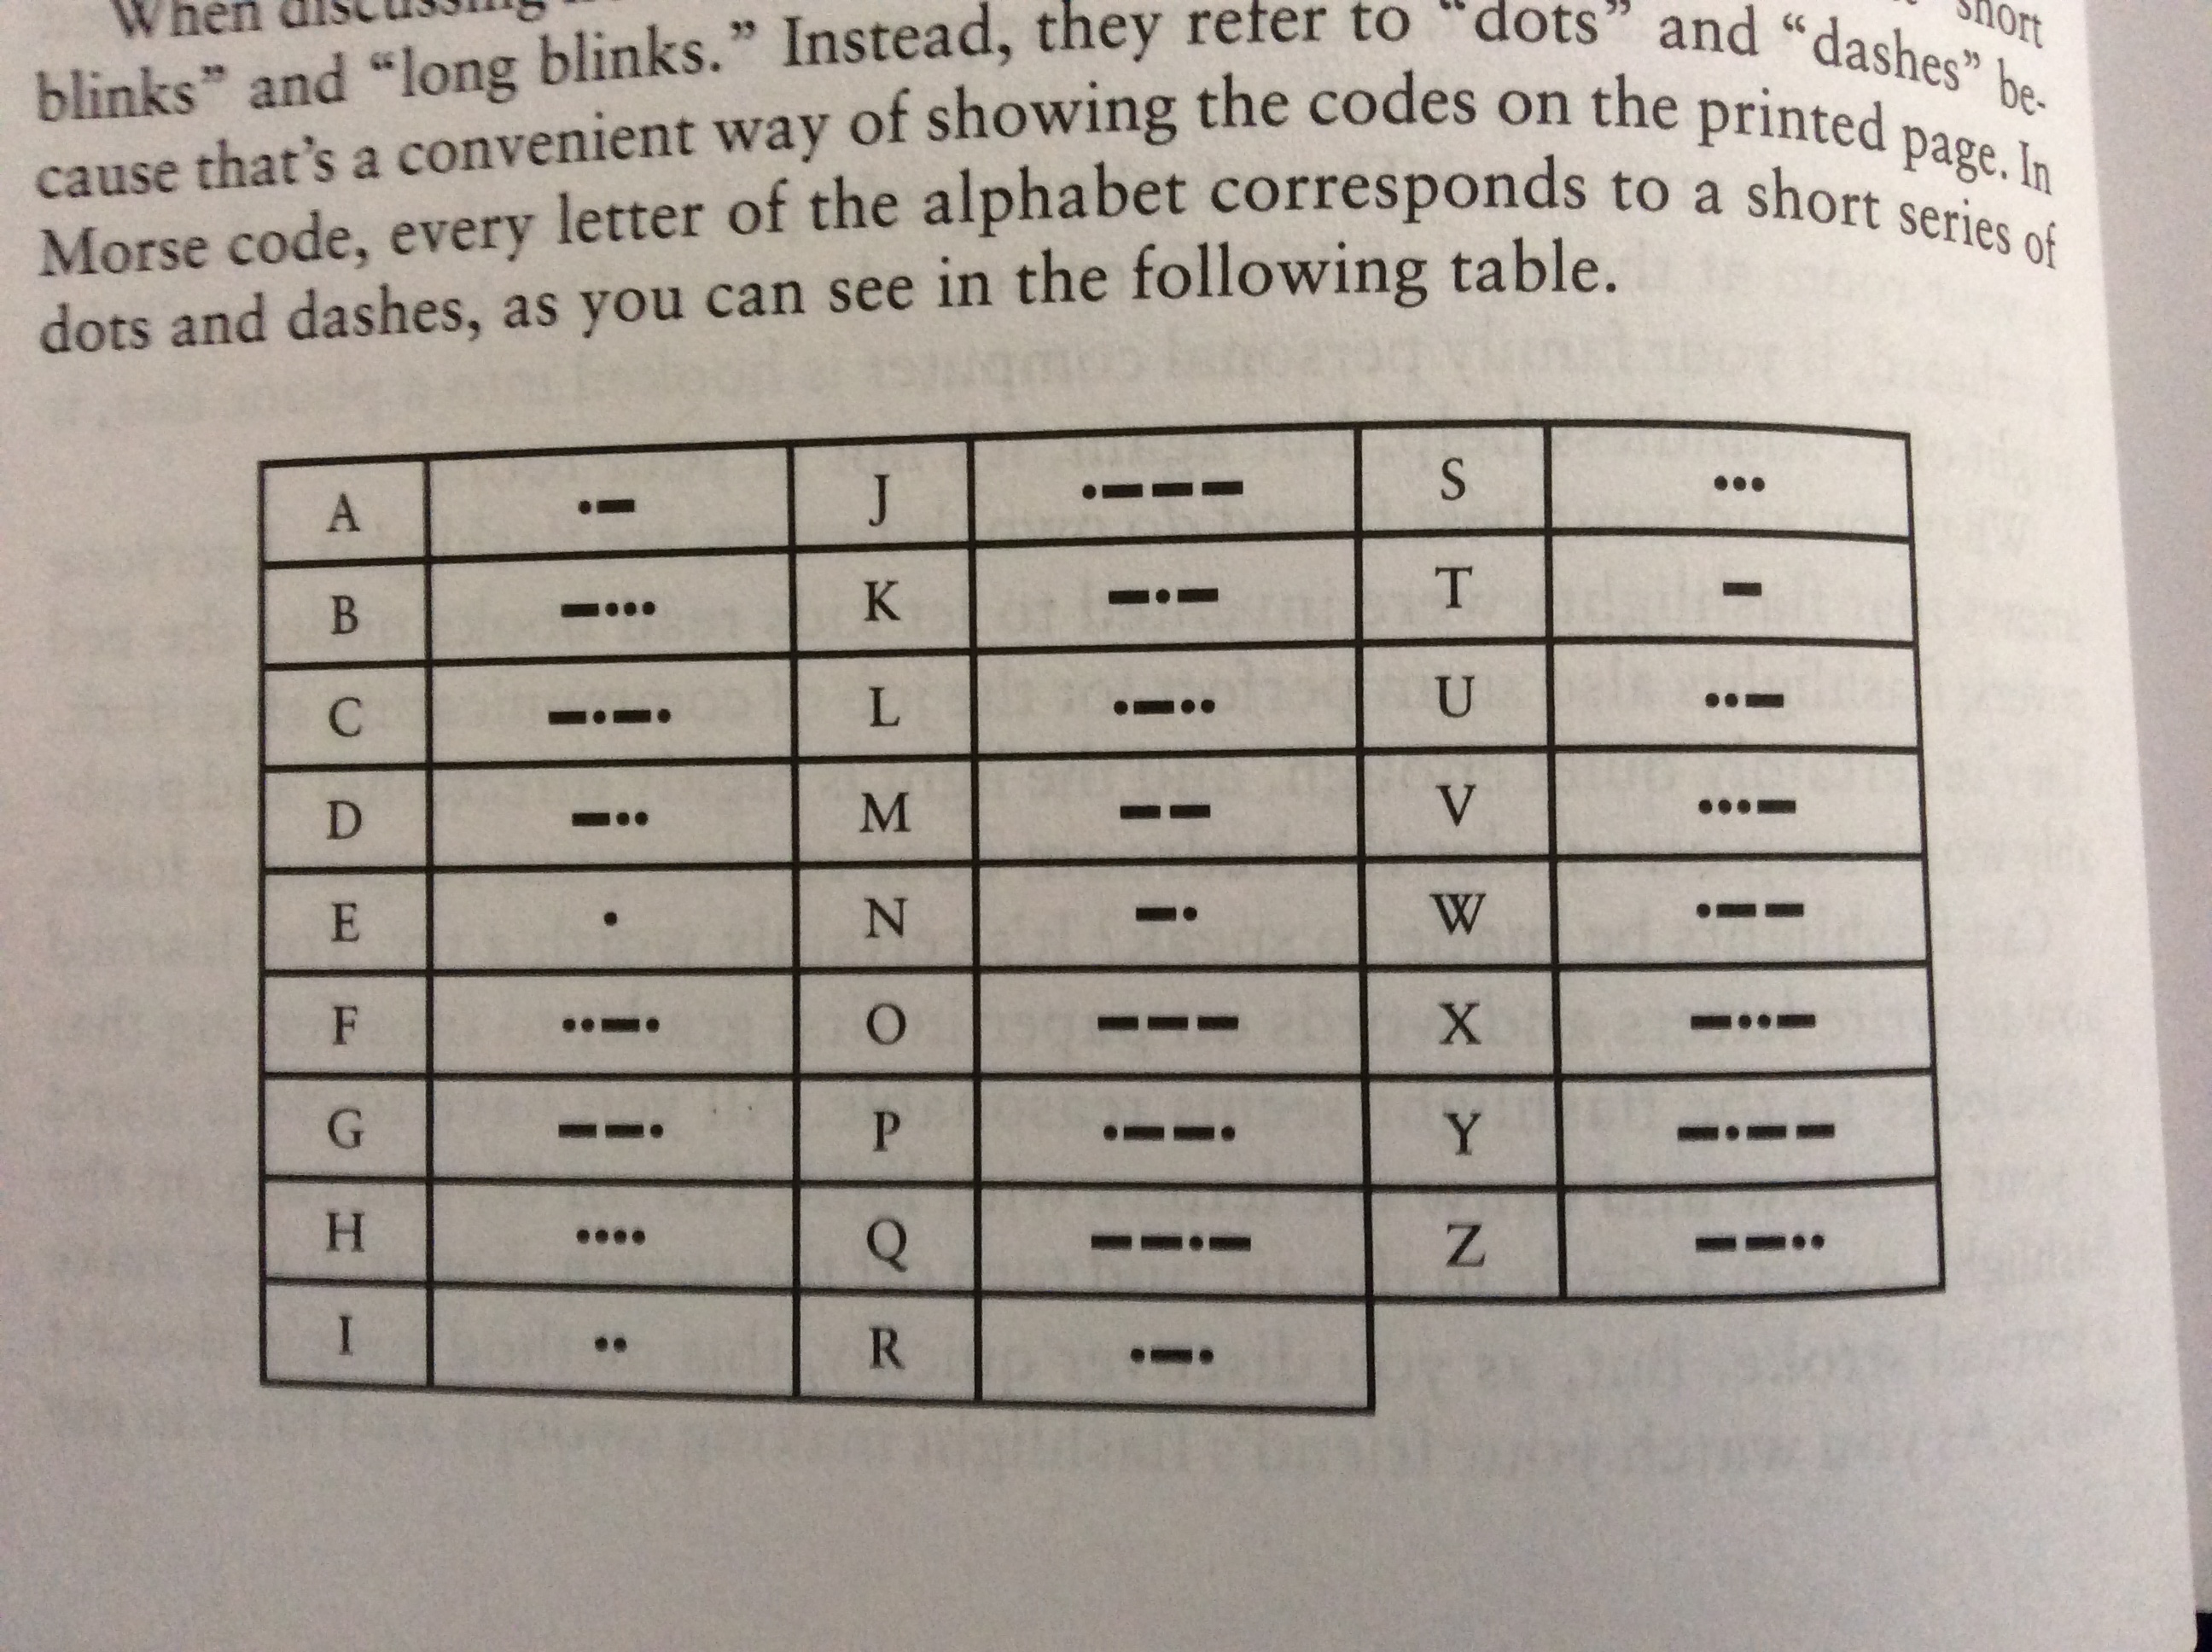 When discussing
short
blinks” and “long blinks.” Instead, they refer to “dots” and “dashes” be-
cause that’s a convenient way of showing the codes on the printed page. In
Morse code, every letter of the alphabet corresponds to a short series of
dots and dashes, as you can see in the following table.
A •– J •––– S •••
B –••• K –•– T –
C –•–• L •–•• U ••–
D –•• M –– V •••–
E • N –• W •––
F ••–• O ––– X –••–
G ––• P •––• Y –•––
H •••• Q ––•– Z ––••
I •• R •–•